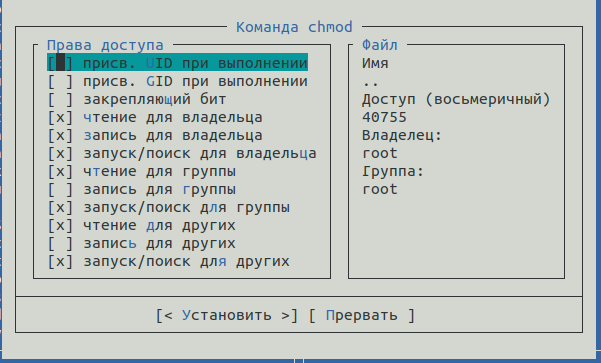 Команда chmod
Права доступа
[ ] присв. UID при выполнении
[ ] присв. GID при выполнении
[ ] закрепляющий бит
[x] чтение для владельца
[x] запись для владельца
[x] запуск/поиск для владельца
[x] чтение для группы
[ ] запись для группы
[x] запуск/поиск для группы
[x] чтение для других
[ ] запись для других
[x] запуск/поиск для других
Файл
Имя
..
Доступ (восьмеричный)
40755
Владелец:
root
Группа:
root
[< Установить >] [ Прервать ]